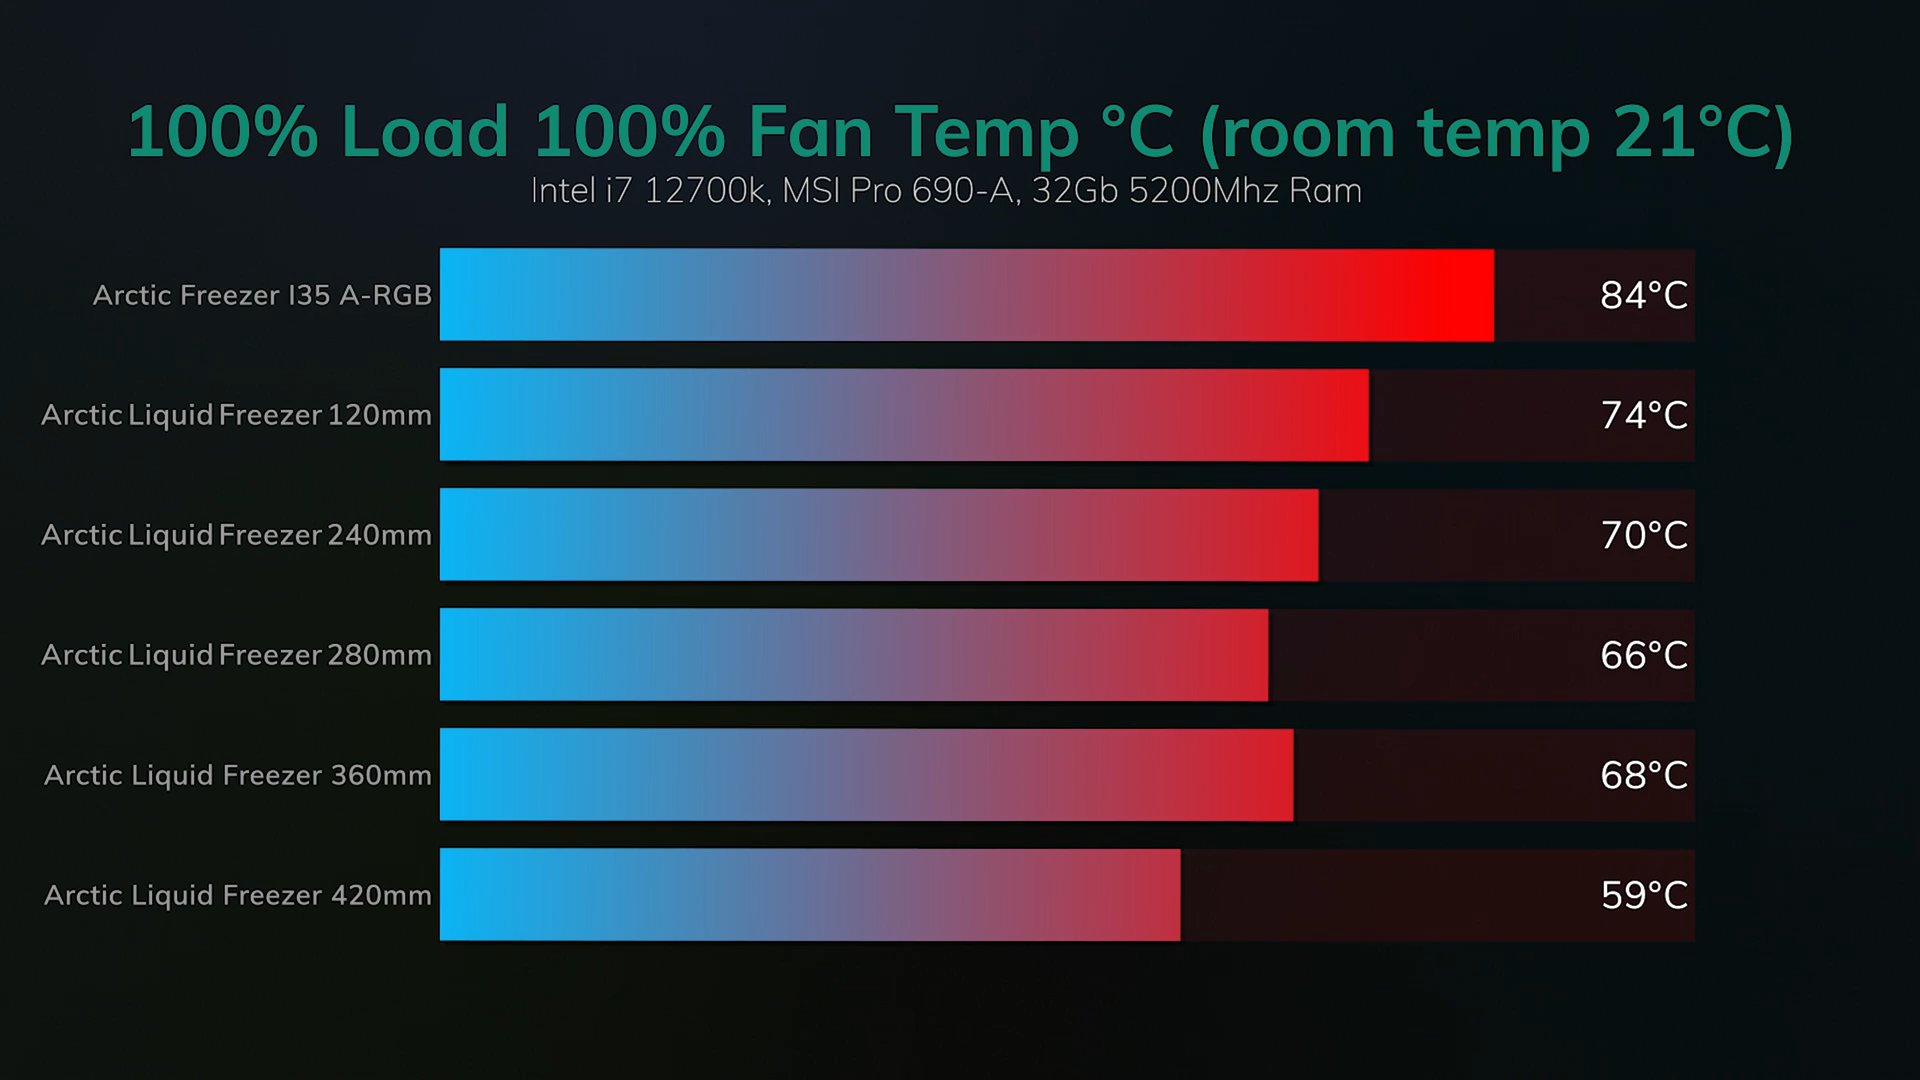 100% Load 100% Fan Temp °C (room temp 21°C)
Intel i7 12700k, MSI Pro 690-A, 32Gb 5200Mhz Ram
Arctic Freezer I35 A-RGB 84°C
Arctic Liquid Freezer 120mm 74°C
Arctic Liquid Freezer 240mm 70°C
Arctic Liquid Freezer 280mm 66°C
Arctic Liquid Freezer 360mm 68°C
Arctic Liquid Freezer 420mm 59°C